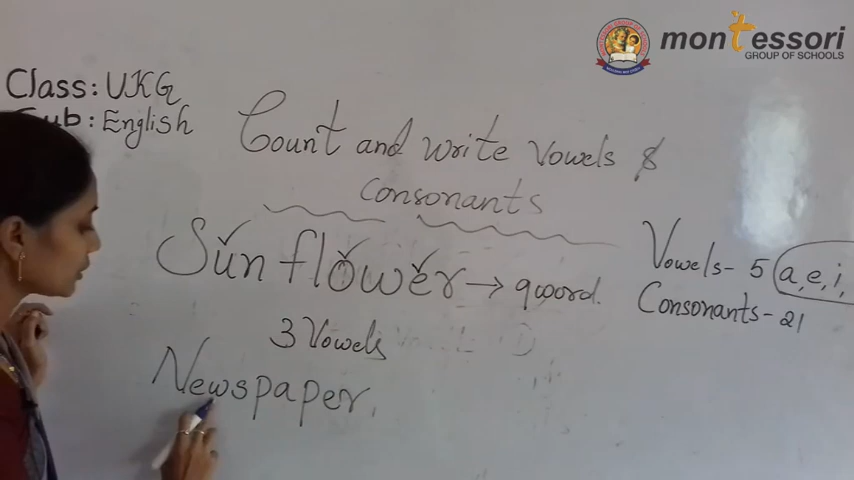 montessori
GROUP OF SCHOOLS
Class: UKG
Sub: English
Count and write Vowels &
Consonants
Sunflower → 9word.
3 Vowels
Newspaper
Vowels- 5 (a, e, i,
Consonants - 21